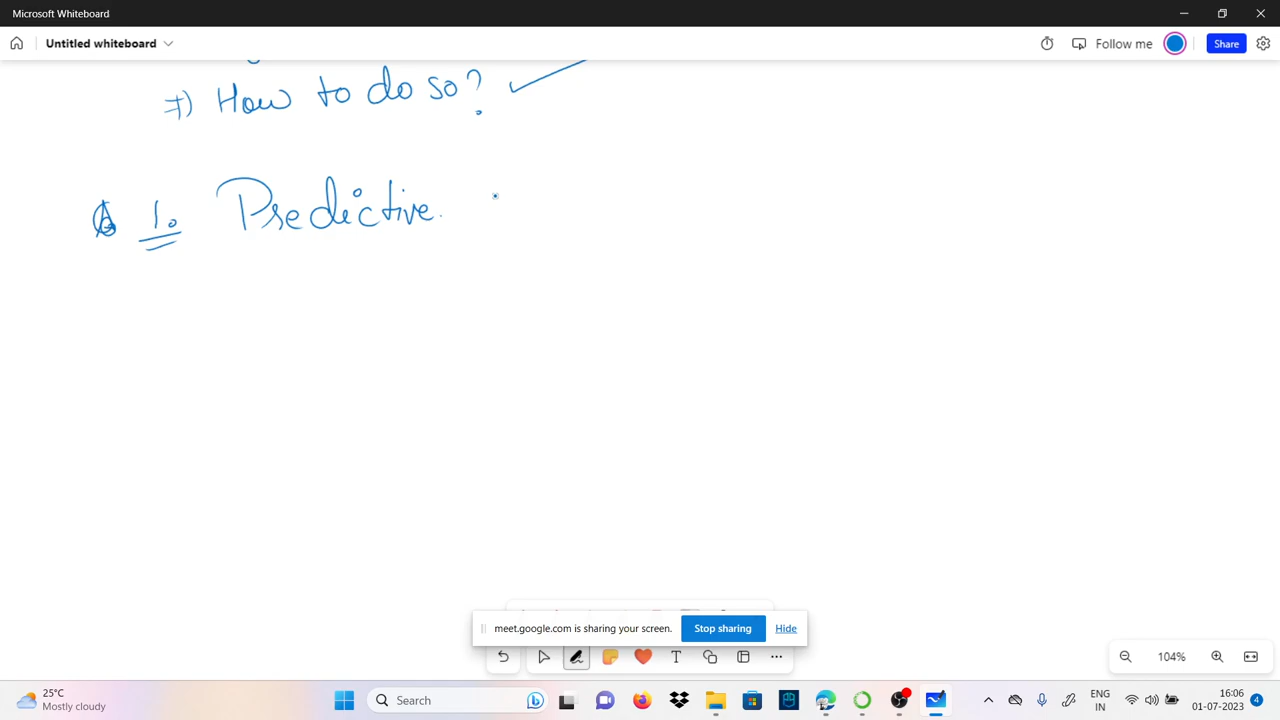 Microsoft Whiteboard
Untitled whiteboard
Follow me
Share
⇒ How to do so?
1. Predictive.
meet.google.com is sharing your screen.
Stop sharing
Hide
T
104%
25°C
Mostly cloudy
Search
ENG
IN
16:06
01-07-2023
4